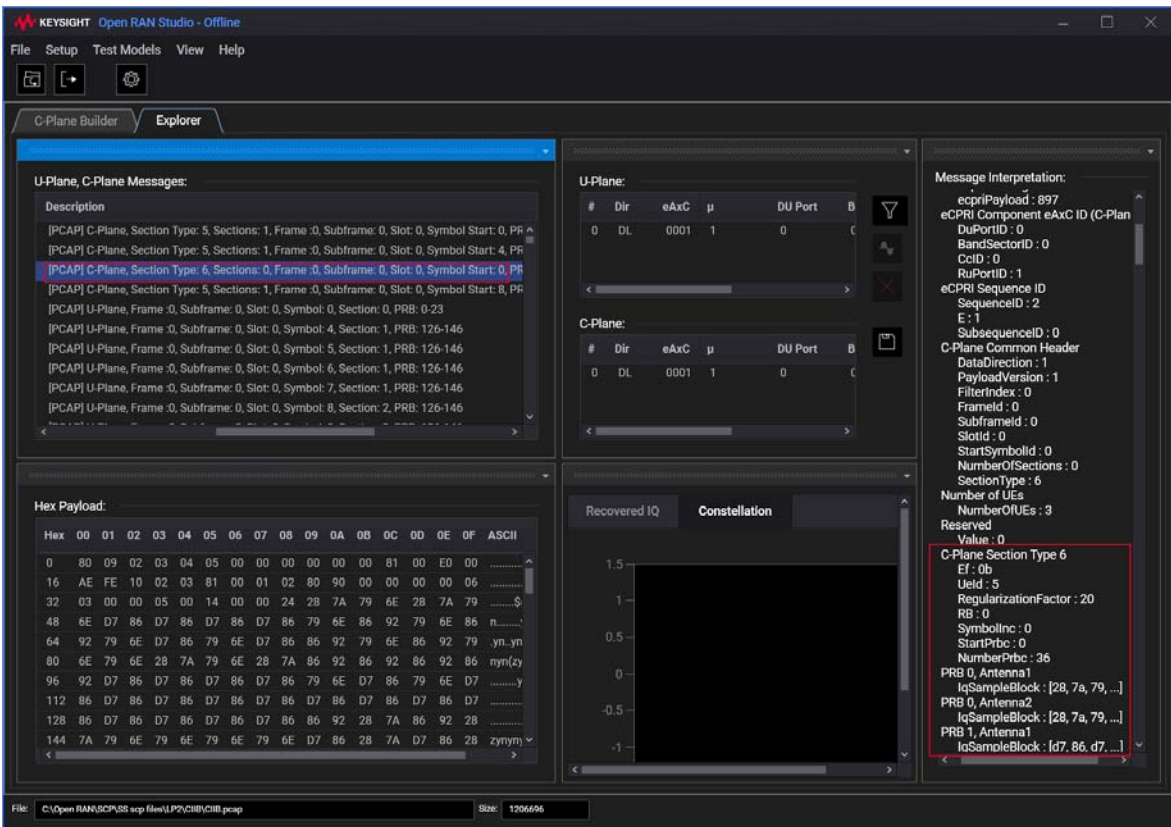 KEYSIGHT Open RAN Studio - Offline
File Setup Test Models View Help
C-Plane Builder Explorer
U-Plane, C-Plane Messages:
Description
[PCAP] C-Plane, Section Type: 5, Sections: 1, Frame :0, Subframe: 0, Slot: 0, Symbol Start: 0, PR
[PCAP] C-Plane, Section Type: 5, Sections: 1, Frame :0, Subframe: 0, Slot: 0, Symbol Start: 4, PR
[PCAP] C-Plane, Section Type: 6, Sections: 0, Frame :0, Subframe: 0, Slot: 0, Symbol Start: 0, PR
[PCAP] C-Plane, Section Type: 5, Sections: 1, Frame :0, Subframe: 0, Slot: 0, Symbol Start: 8, PR
[PCAP] U-Plane, Frame :0, Subframe: 0, Slot: 0, Symbol: 0, Section: 0, PRB: 0-23
[PCAP] U-Plane, Frame :0, Subframe: 0, Slot: 0, Symbol: 4, Section: 1, PRB: 126-146
[PCAP] U-Plane, Frame :0, Subframe: 0, Slot: 0, Symbol: 5, Section: 1, PRB: 126-146
[PCAP] U-Plane, Frame :0, Subframe: 0, Slot: 0, Symbol: 6, Section: 1, PRB: 126-146
[PCAP] U-Plane, Frame :0, Subframe: 0, Slot: 0, Symbol: 7, Section: 1, PRB: 126-146
[PCAP] U-Plane, Frame :0, Subframe: 0, Slot: 0, Symbol: 8, Section: 2, PRB: 126-146
U-Plane:
# Dir eAxC µ DU Port B
0 DL 0001 1 0
C-Plane:
# Dir eAxC µ DU Port B
0 DL 0001 1 0
Hex Payload:
Hex 00 01 02 03 04 05 06 07 08 09 0A 0B 0C 0D 0E 0F ASCII
0 80 09 02 03 04 05 00 00 00 00 00 00 81 00 E0 00 ...........
16 AE FE 10 02 03 81 00 01 02 80 90 00 00 00 00 06 ...........
32 03 00 00 05 00 14 00 00 24 28 7A 79 6E 28 7A 79 ........$(
48 6E D7 86 D7 86 D7 86 D7 86 79 6E 86 92 79 6E 86 n........
64 92 79 6E D7 86 D7 86 79 6E D7 86 86 92 79 6E 86 92 79 .yn..yn
80 6E 79 6E 28 7A 79 6E 28 7A 86 92 86 92 86 92 86 nyn(zy
96 92 D7 86 D7 86 D7 86 D7 86 79 6E D7 86 79 6E D7 .........y
112 86 D7 86 D7 86 D7 86 D7 86 D7 86 D7 86 D7 86 D7 ...........
128 86 D7 86 D7 86 D7 86 D7 86 86 92 28 7A 86 92 28 ...........
144 7A 79 6E 79 6E 79 6E 79 6E D7 86 28 7A D7 86 28 zynyny
Recovered IQ Constellation
1.5
1
0.5
0
-0.5
-1
Message Interpretation:
ecpriPayload : 897
eCPRI Component eAxC ID (C-Plan
DuPortID : 0
BandSectorID : 0
CcID : 0
RuPortID : 1
eCPRI Sequence ID
SequenceID : 2
E : 1
SubsequenceID : 0
C-Plane Common Header
DataDirection : 1
PayloadVersion : 1
FilterIndex : 0
FrameId : 0
SubframeId : 0
SlotId : 0
StartSymbolId : 0
NumberOfSections : 0
SectionType : 6
Number of UEs
NumberOfUEs : 3
Reserved
Value : 0
C-Plane Section Type 6
Ef : 0b
UeId : 5
RegularizationFactor : 20
RB : 0
SymbolInc : 0
StartPrbc : 0
NumberPrbc : 36
PRB 0, Antenna1
IqSampleBlock : [28, 7a, 79, ...]
PRB 0, Antenna2
IqSampleBlock : [28, 7a, 79, ...]
PRB 1, Antenna1
IqSampleBlock : [d7, 86, d7, ...]
File: C:\Open RAN\SCP\SS scp files\LP2\CIIB\CIIB.pcap Size: 1206696